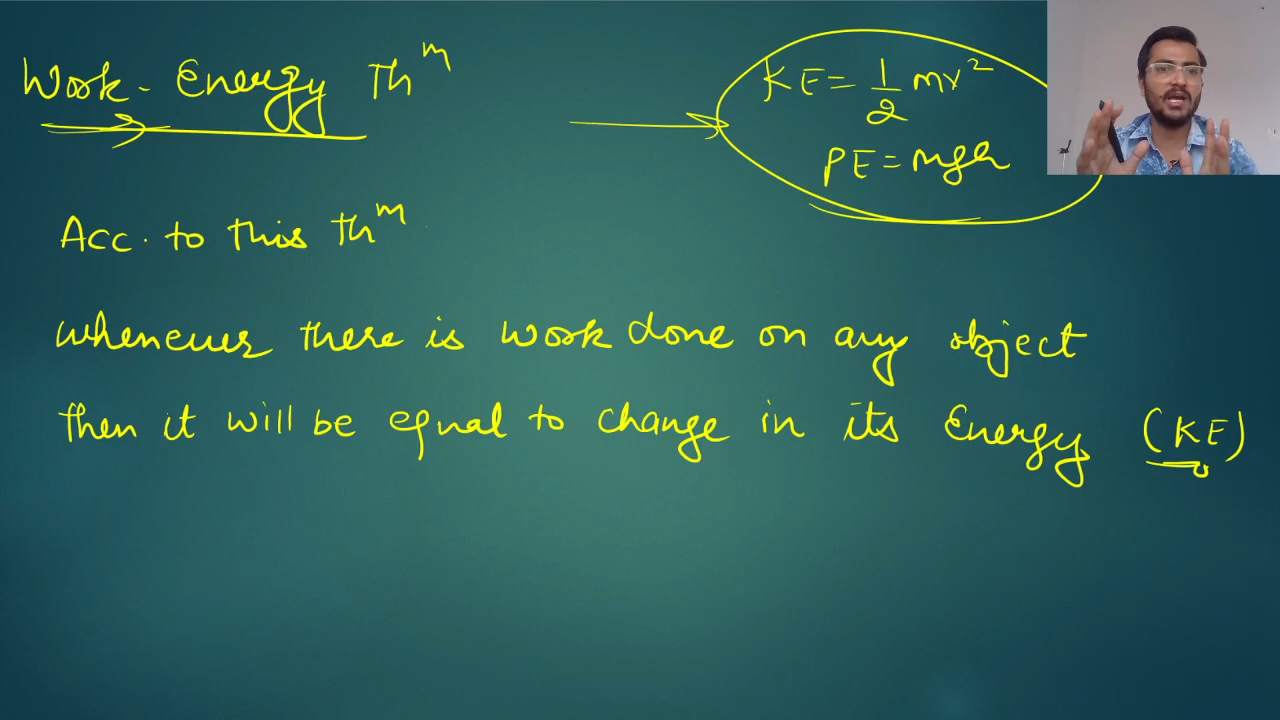 Work- Energy Thᵐ
KE = 1/2 mv²
PE = mgh
Acc. to this thᵐ
whenever there is work done on any object
then it will be equal to change in its Energy (KE)